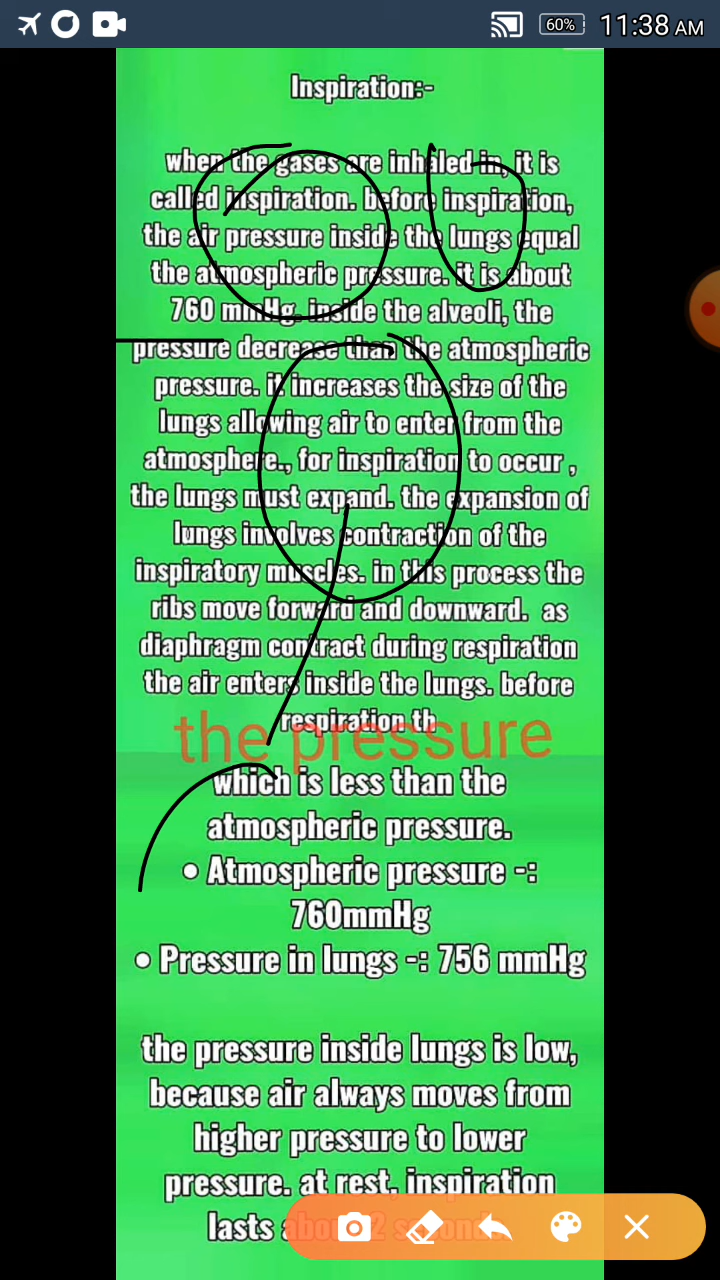 60%
11:38 AM
Inspiration:-
when the gases are inhaled in, it is
called inspiration. before inspiration,
the air pressure inside the lungs equal
the atmospheric pressure. it is about
760 mmHg. inside the alveoli, the
pressure decrease than the atmospheric
pressure. it increases the size of the
lungs allowing air to enter from the
atmosphere., for inspiration to occur ,
the lungs must expand. the expansion of
lungs involves contraction of the
inspiratory muscles. in this process the
ribs move forward and downward. as
diaphragm contract during respiration
the air enters inside the lungs. before
respiration th
the pressure
which is less than the
atmospheric pressure.
• Atmospheric pressure -:
760mmHg
• Pressure in lungs -: 756 mmHg
the pressure inside lungs is low,
because air always moves from
higher pressure to lower
pressure. at rest, inspiration
lasts about 2 seconds